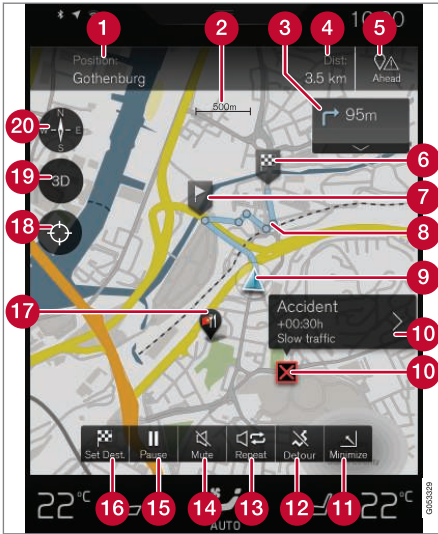 1
2
3
4
5
Position:
Gothenburg
Dist:
3.5 km
Ahead
500m
95m
6
7
8
9
20
N
W
E
S
19
3D
18
17
Accident
+00:30h
Slow traffic
10
10
Set Dest.
Pause
Mute
Repeat
Detour
Minimize
16
15
14
13
12
11
22°C
AUTO
22°C
G053329